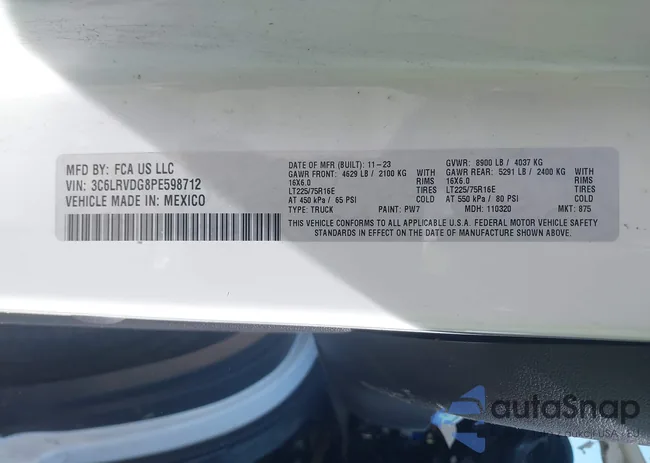 MFD BY: FCA US LLC
VIN: 3C6LRVDG8PE598712
VEHICLE MADE IN: MEXICO
DATE OF MFR (BUILT): 11-23 GVWR: 8900 LB / 4037 KG
GAWR FRONT: 4629 LB / 2100 KG WITH GAWR REAR: 5291 LB / 2400 KG WITH
16X6.0 RIMS 16X6.0 RIMS
LT225/75R16E TIRES LT225/75R16E TIRES
AT 450 kPa / 65 PSI COLD AT 550 kPa / 80 PSI COLD
TYPE: TRUCK PAINT: PW7 MDH: 110320 MKT: 875
THIS VEHICLE CONFORMS TO ALL APPLICABLE U.S.A. FEDERAL MOTOR VEHICLE SAFETY
STANDARDS IN EFFECT ON THE DATE OF MANUFACTURE SHOWN ABOVE
autoSnap